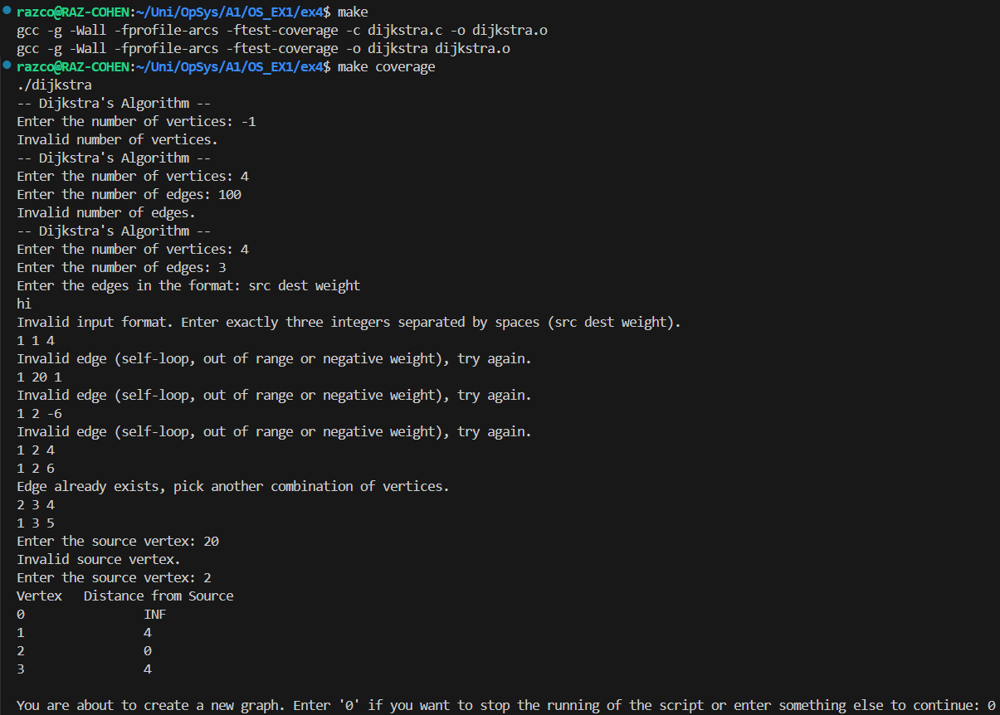 razco@RAZ-COHEN:~/Uni/OpSys/A1/OS_EX1/ex4$ make
gcc -g -Wall -fprofile-arcs -ftest-coverage -c dijkstra.c -o dijkstra.o
gcc -g -Wall -fprofile-arcs -ftest-coverage -o dijkstra dijkstra.o
razco@RAZ-COHEN:~/Uni/OpSys/A1/OS_EX1/ex4$ make coverage
./dijkstra
-- Dijkstra's Algorithm --
Enter the number of vertices: -1
Invalid number of vertices.
-- Dijkstra's Algorithm --
Enter the number of vertices: 4
Enter the number of edges: 100
Invalid number of edges.
-- Dijkstra's Algorithm --
Enter the number of vertices: 4
Enter the number of edges: 3
Enter the edges in the format: src dest weight
hi
Invalid input format. Enter exactly three integers separated by spaces (src dest weight).
1 1 4
Invalid edge (self-loop, out of range or negative weight), try again.
1 20 1
Invalid edge (self-loop, out of range or negative weight), try again.
1 2 -6
Invalid edge (self-loop, out of range or negative weight), try again.
1 2 4
1 2 6
Edge already exists, pick another combination of vertices.
2 3 4
1 3 5
Enter the source vertex: 20
Invalid source vertex.
Enter the source vertex: 2
Vertex   Distance from Source
0                INF
1                4
2                0
3                4
You are about to create a new graph. Enter '0' if you want to stop the running of the script or enter something else to continue: 0